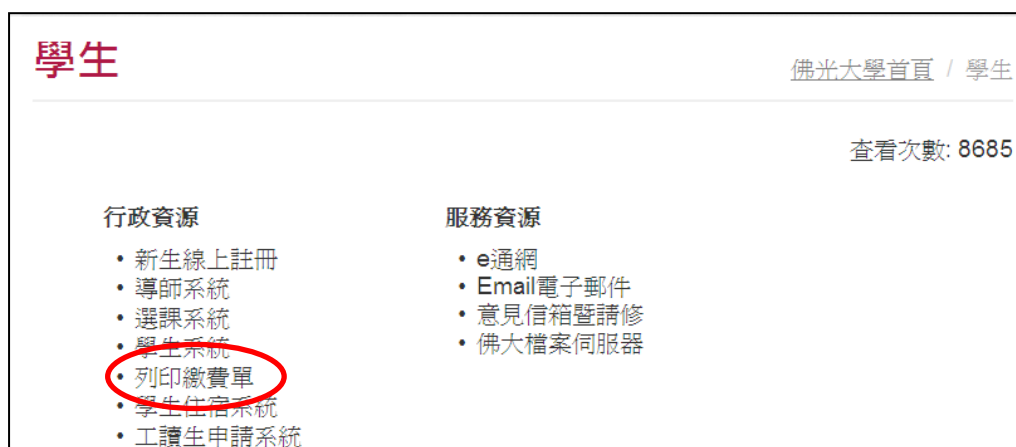 學生
佛光大學首頁 / 學生
查看次數: 8685
行政資源
• 新生線上註冊
• 導師系統
• 選課系統
• 學生系統
• 列印繳費單
• 學生住宿系統
• 工讀生申請系統
服務資源
• e通網
• Email電子郵件
• 意見信箱暨請修
• 佛大檔案伺服器